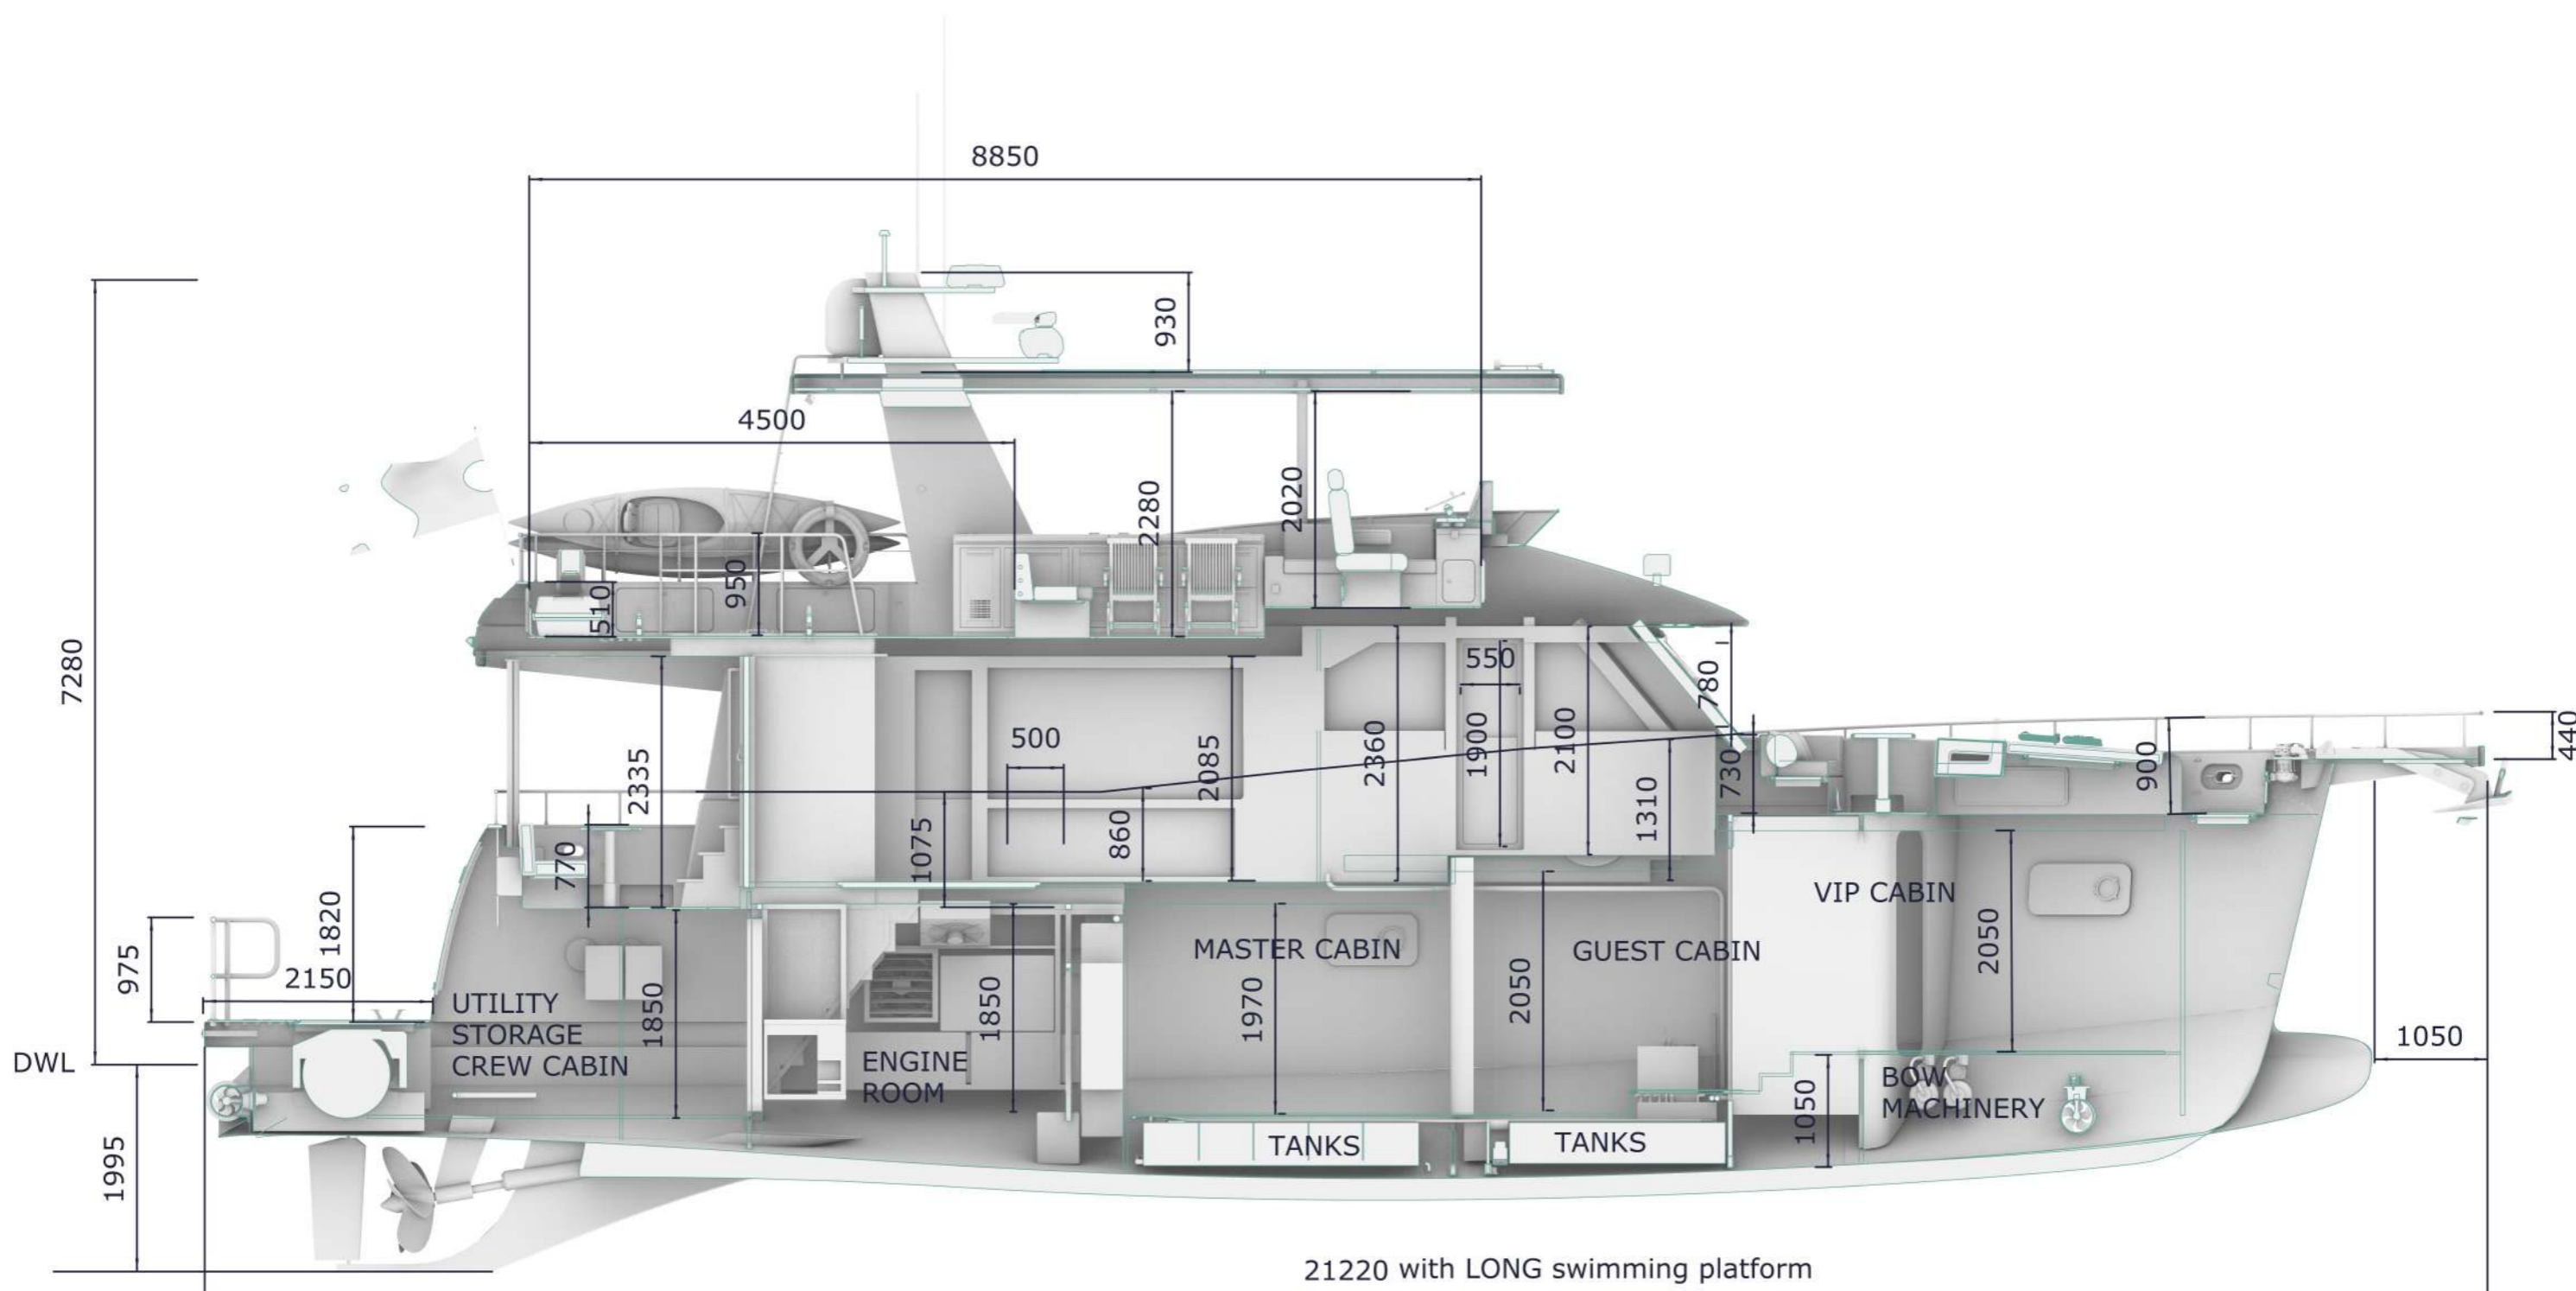 8850
930
4500
2280
2020
950
510
7280
780
550
500
2335
2085
2360
1900
2100
730
440
900
1310
1075
860
770
1820
975
2150
VIP CABIN
MASTER CABIN
GUEST CABIN
2050
UTILITY
STORAGE
CREW CABIN
1850
1850
1970
2050
1050
DWL
ENGINE
ROOM
BOW
MACHINERY
1050
TANKS
TANKS
1995
21220 with LONG swimming platform